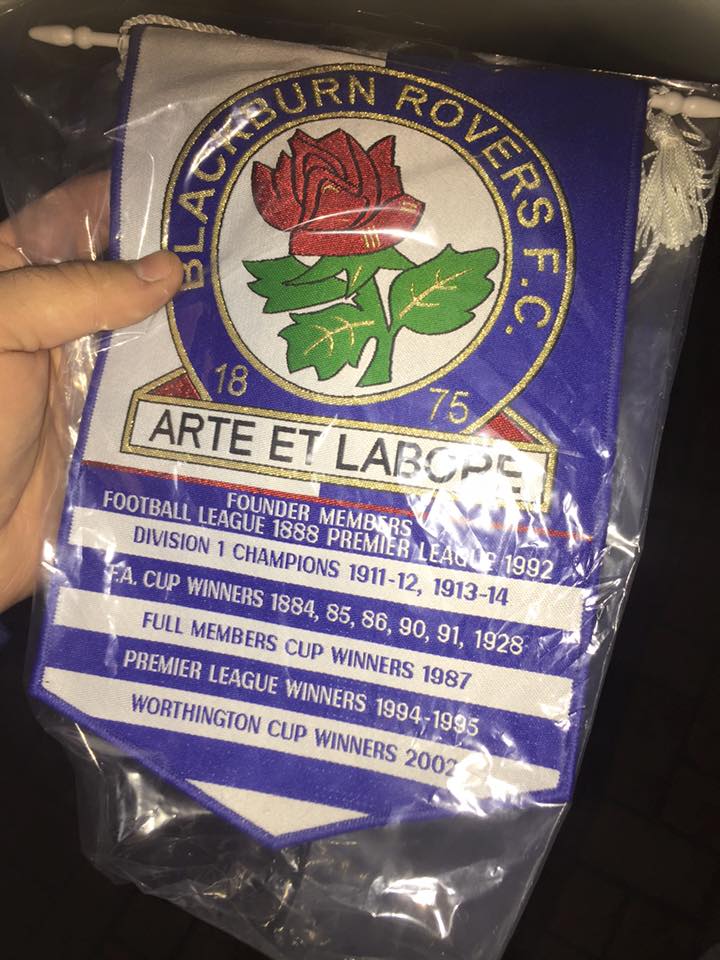 BLACKBURN ROVERS F.C.
18 75
ARTE ET LABORE
FOUNDER MEMBERS
FOOTBALL LEAGUE 1888 PREMIER LEAGUE 1992
DIVISION 1 CHAMPIONS 1911-12, 1913-14
F.A. CUP WINNERS 1884, 85, 86, 90, 91, 1928
FULL MEMBERS CUP WINNERS 1987
PREMIER LEAGUE WINNERS 1994-1995
WORTHINGTON CUP WINNERS 2002